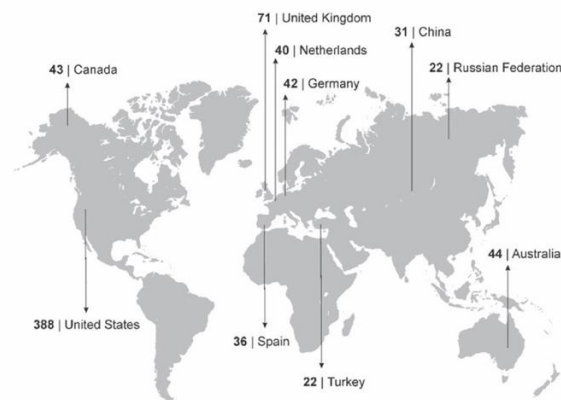 71 | United Kingdom
31 | China
40 | Netherlands
43 | Canada
22 | Russian Federation
42 | Germany
44 | Australia
388 | United States
36 | Spain
22 | Turkey